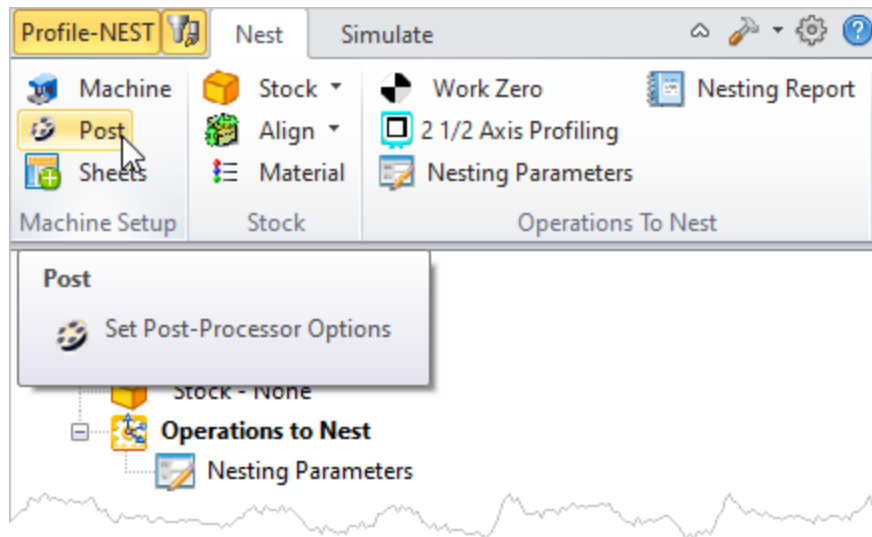 Profile-NEST Nest Simulate
Machine Stock Work Zero Nesting Report
Post Align 2 1/2 Axis Profiling
Sheets Material Nesting Parameters
Machine Setup Stock Operations To Nest
Post
Set Post-Processor Options
Stock - None
Operations to Nest
Nesting Parameters